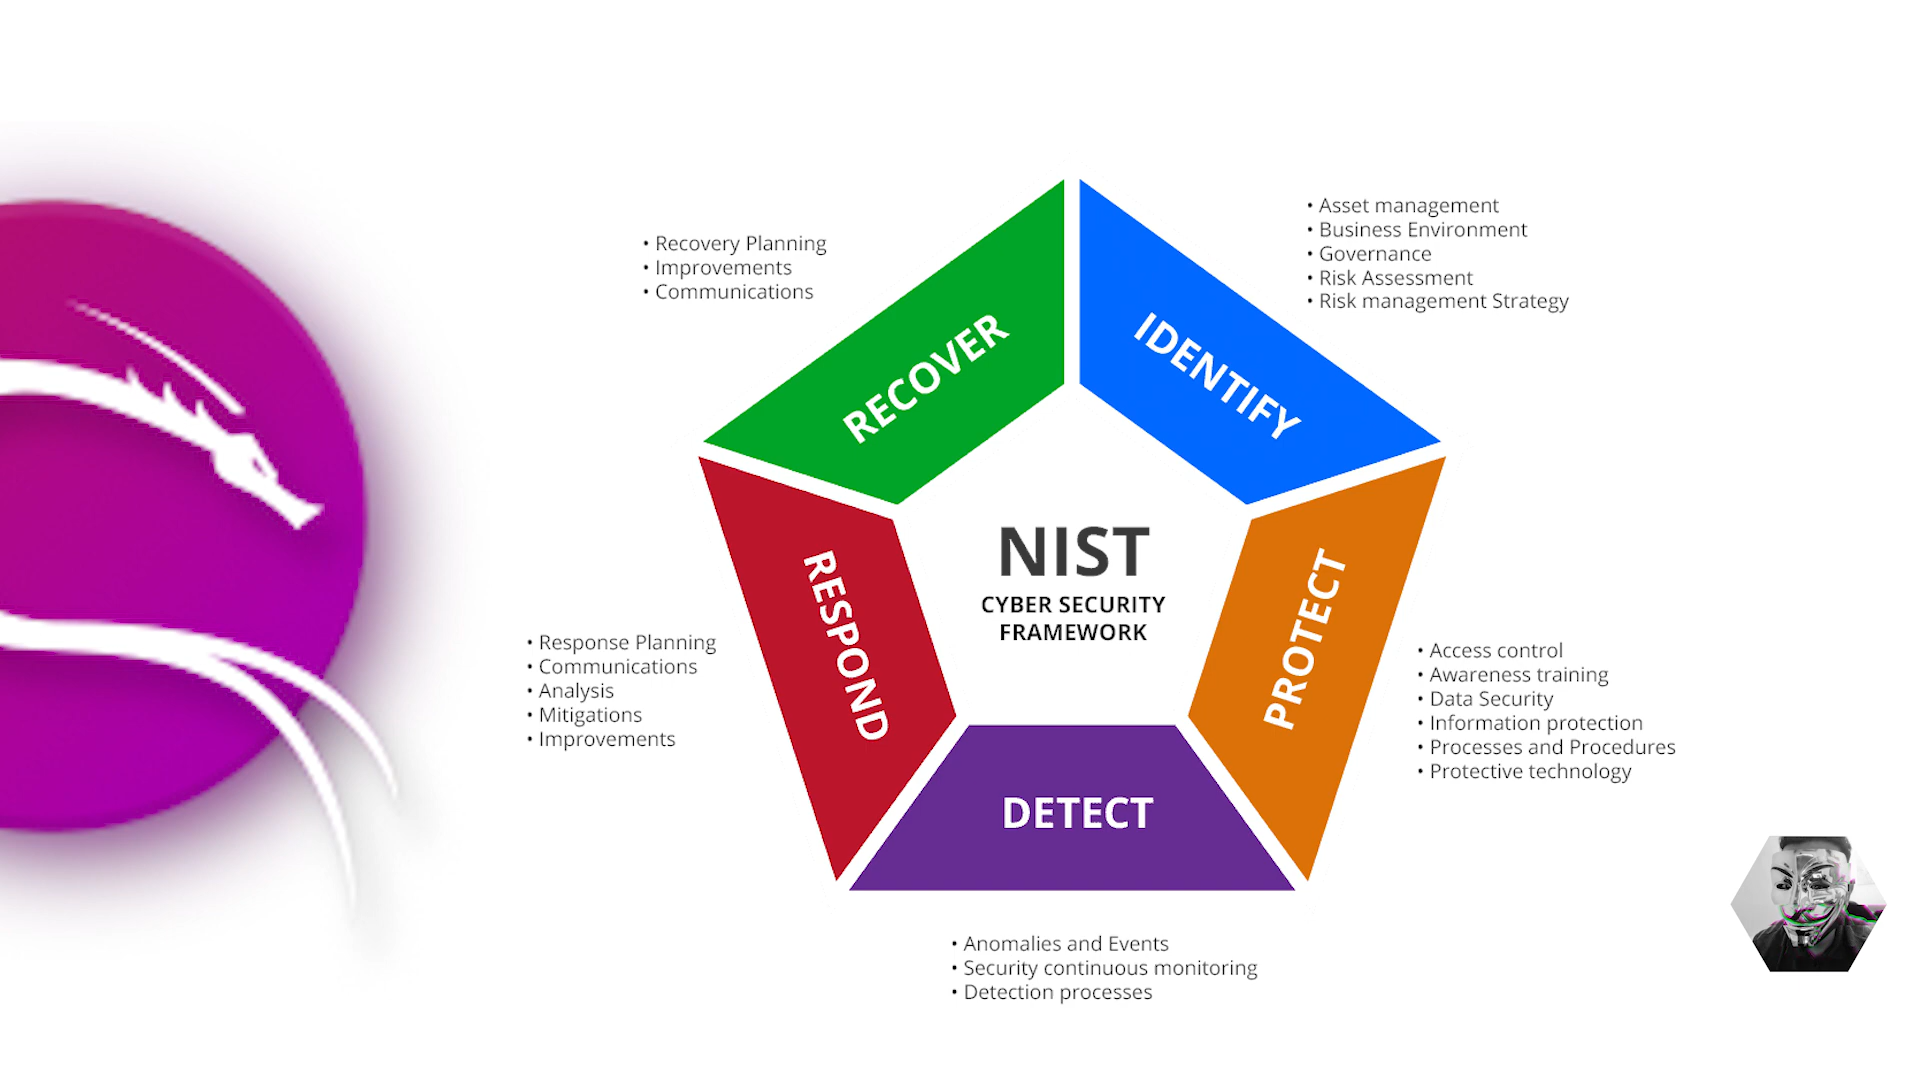 • Recovery Planning
• Improvements
• Communications
RECOVER
IDENTIFY
• Asset management
• Business Environment
• Governance
• Risk Assessment
• Risk management Strategy
NIST
CYBER SECURITY
FRAMEWORK
RESPOND
• Response Planning
• Communications
• Analysis
• Mitigations
• Improvements
PROTECT
• Access control
• Awareness training
• Data Security
• Information protection
• Processes and Procedures
• Protective technology
DETECT
• Anomalies and Events
• Security continuous monitoring
• Detection processes